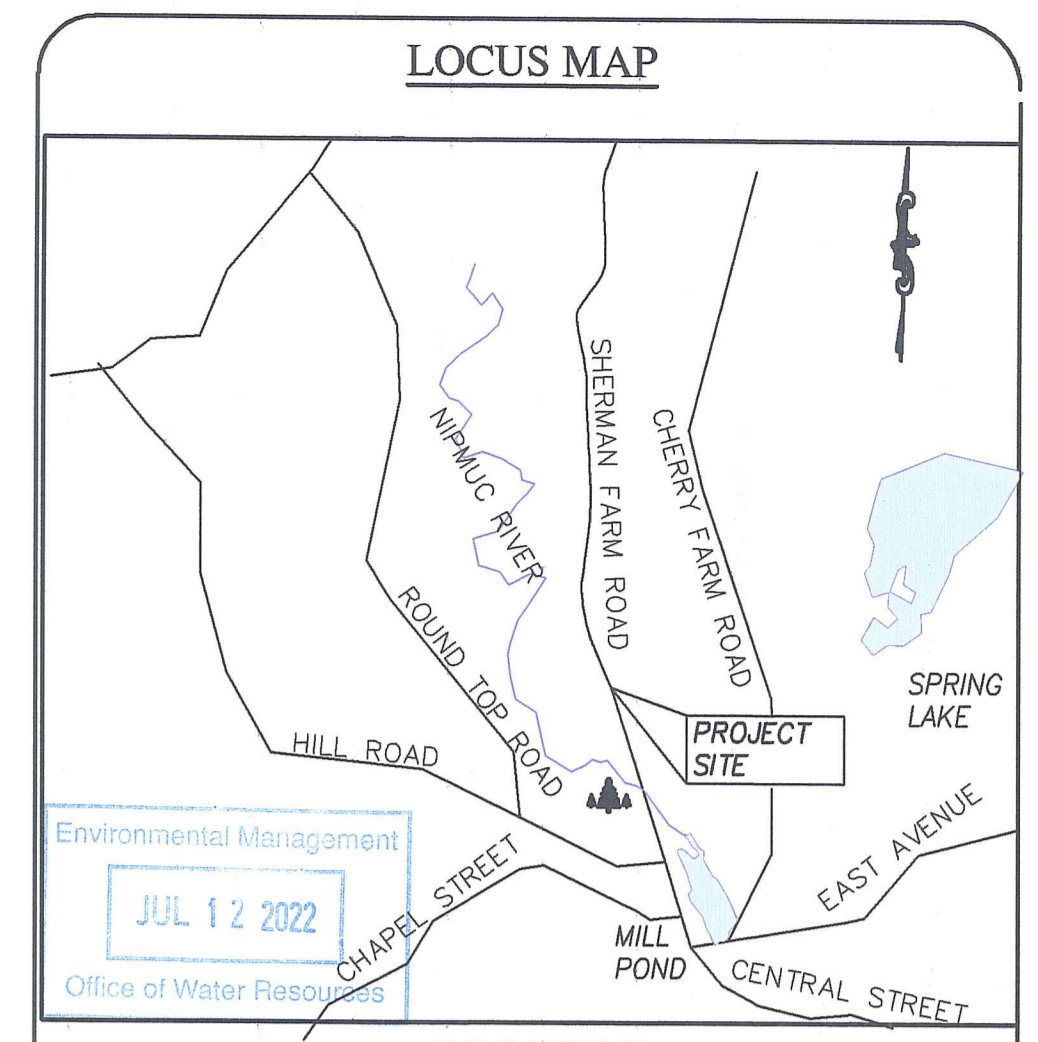 LOCUS MAP
SHERMAN FARM ROAD
CHERRY FARM ROAD
NIPMUC RIVER
ROUND TOP ROAD
SPRING
LAKE
PROJECT
SITE
HILL ROAD
EAST AVENUE
Environmental Management
JUL 12 2022
Office of Water Resources
CHAPEL STREET
MILL
POND
CENTRAL STREET